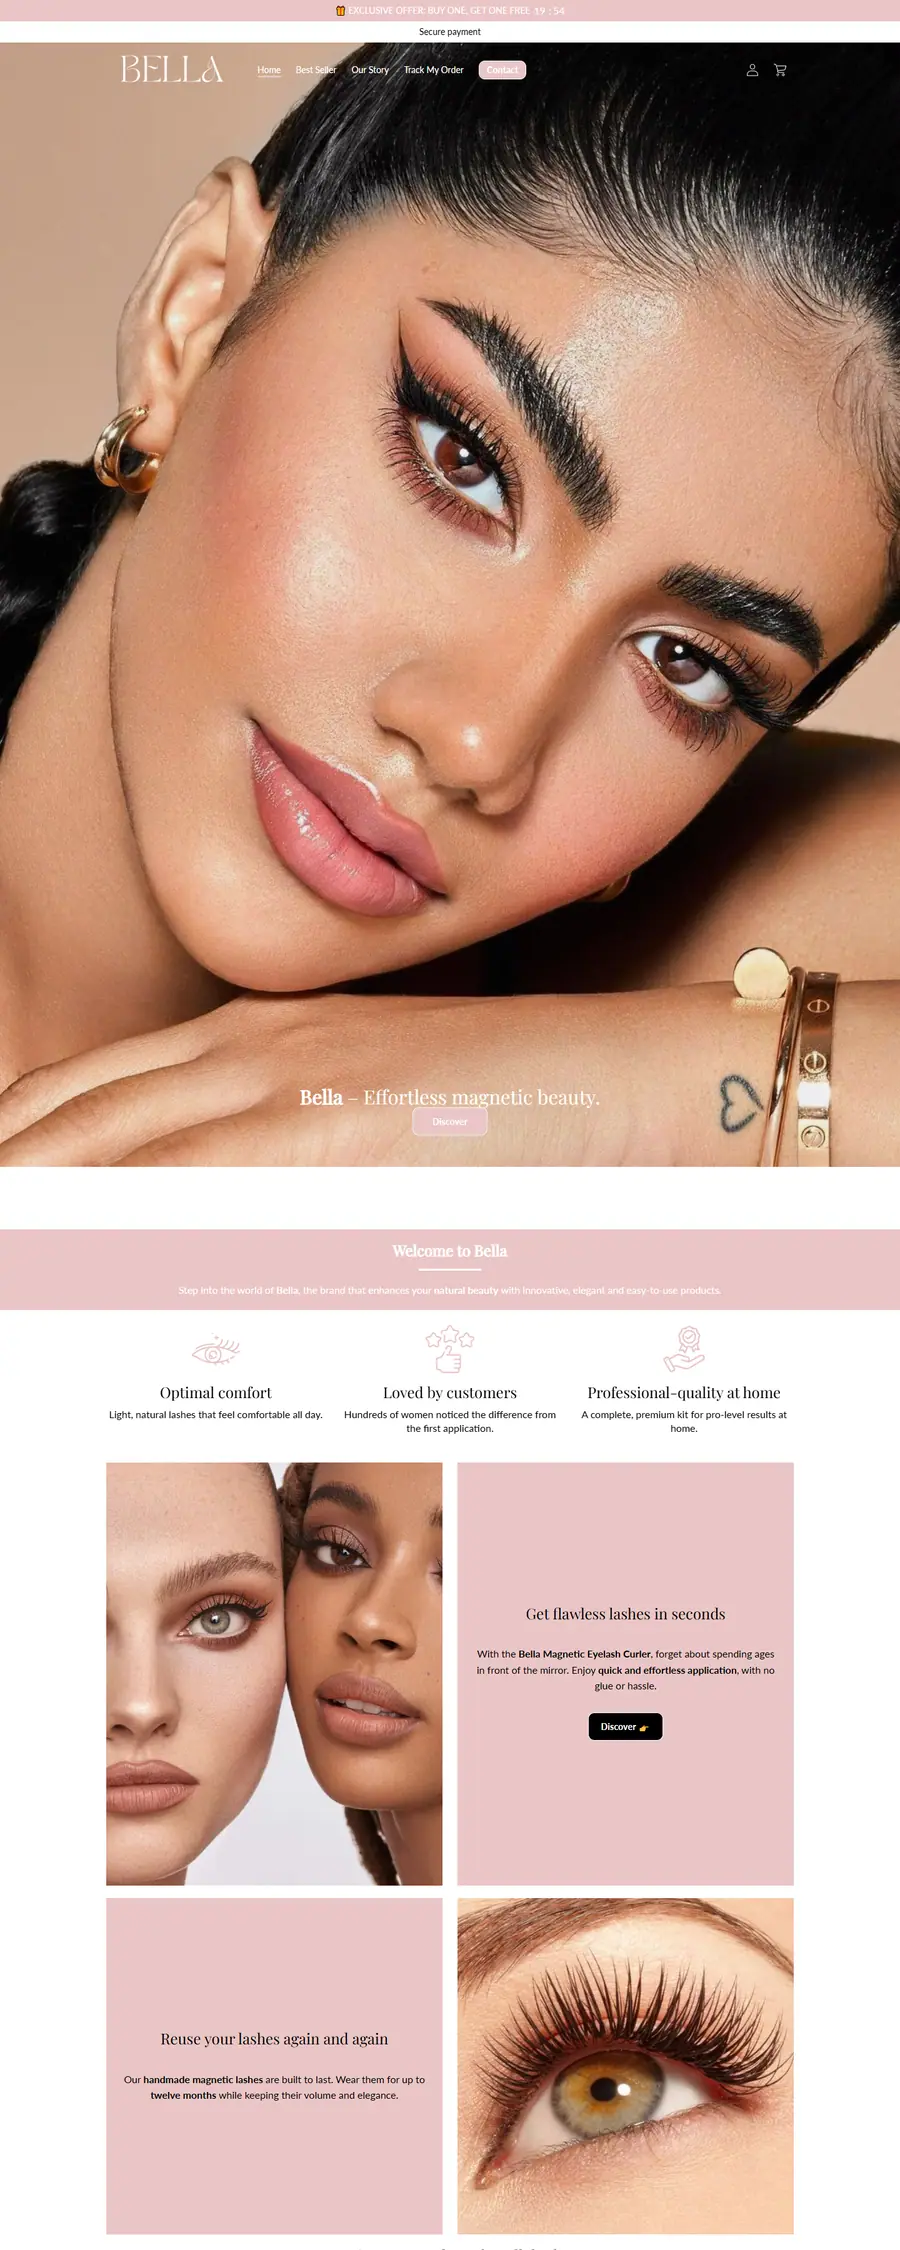 🎁 EXCLUSIVE OFFER: BUY ONE, GET ONE FREE 19 : 54
Secure payment
BELLA
Home Best Seller Our Story Track My Order Contact
Bella – Effortless magnetic beauty.
Discover
Welcome to Bella
Step into the world of Bella, the brand that enhances your natural beauty with innovative, elegant and easy-to-use products.
Optimal comfort
Light, natural lashes that feel comfortable all day.
Loved by customers
Hundreds of women noticed the difference from
the first application.
Professional-quality at home
A complete, premium kit for pro-level results at
home.
Get flawless lashes in seconds
With the Bella Magnetic Eyelash Curler, forget about spending ages
in front of the mirror. Enjoy quick and effortless application, with no
glue or hassle.
Discover 👉
Reuse your lashes again and again
Our handmade magnetic lashes are built to last. Wear them for up to
twelve months while keeping their volume and elegance.